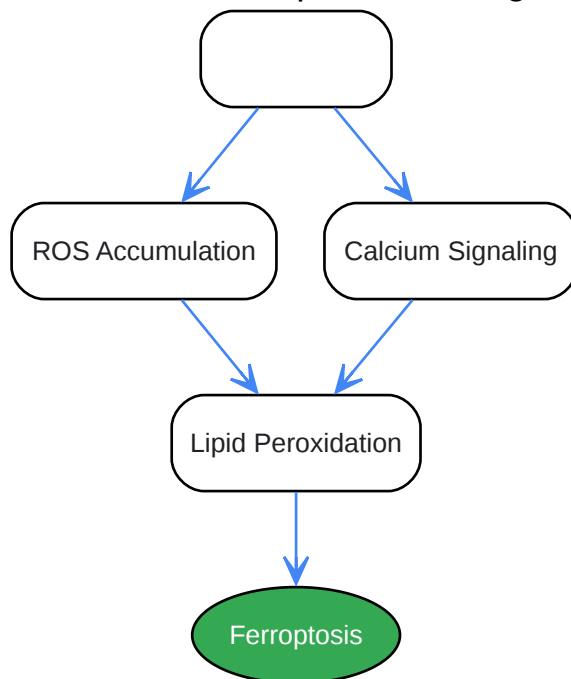 ROS Accumulation
Calcium Signaling
Lipid Peroxidation
Ferroptosis